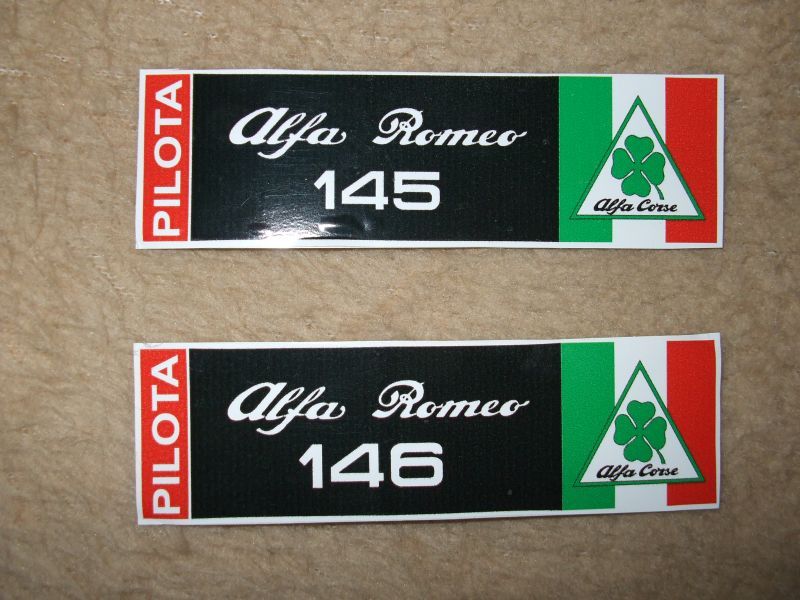 PILOTA
Alfa Romeo
145
Alfa Corse
PILOTA
Alfa Romeo
146
Alfa Corse